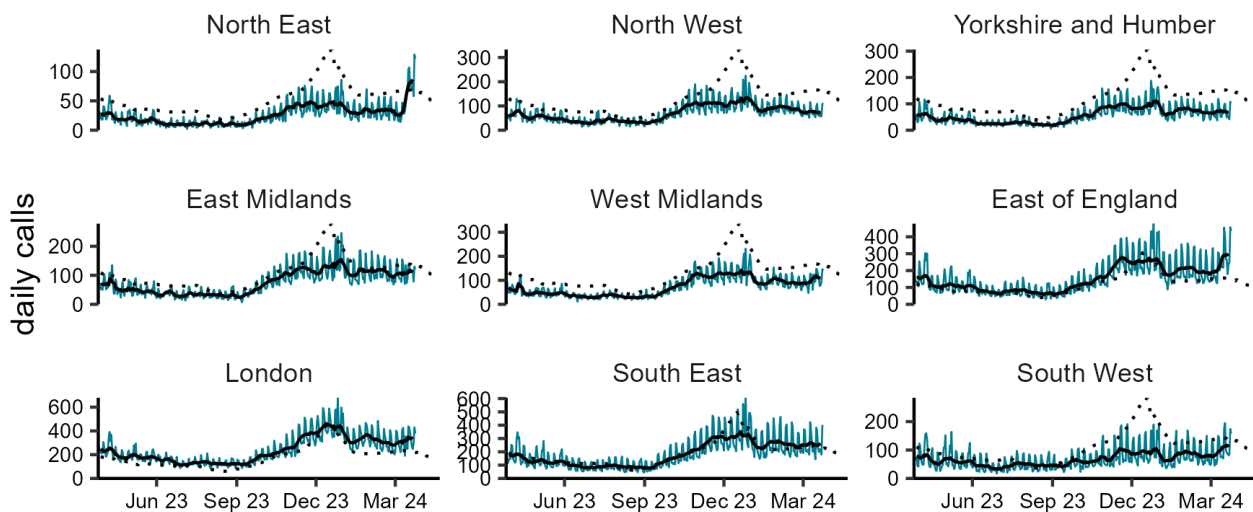 North East North West Yorkshire and Humber
100 50 0 300 200 100 0 300 200 100 0
East Midlands West Midlands East of England
daily calls
200 100 0 300 200 100 0 400 300 200 100 0
London South East South West
600 400 200 0 600 500 400 300 200 100 0 200 100 0
Jun 23 Sep 23 Dec 23 Mar 24 Jun 23 Sep 23 Dec 23 Mar 24 Jun 23 Sep 23 Dec 23 Mar 24